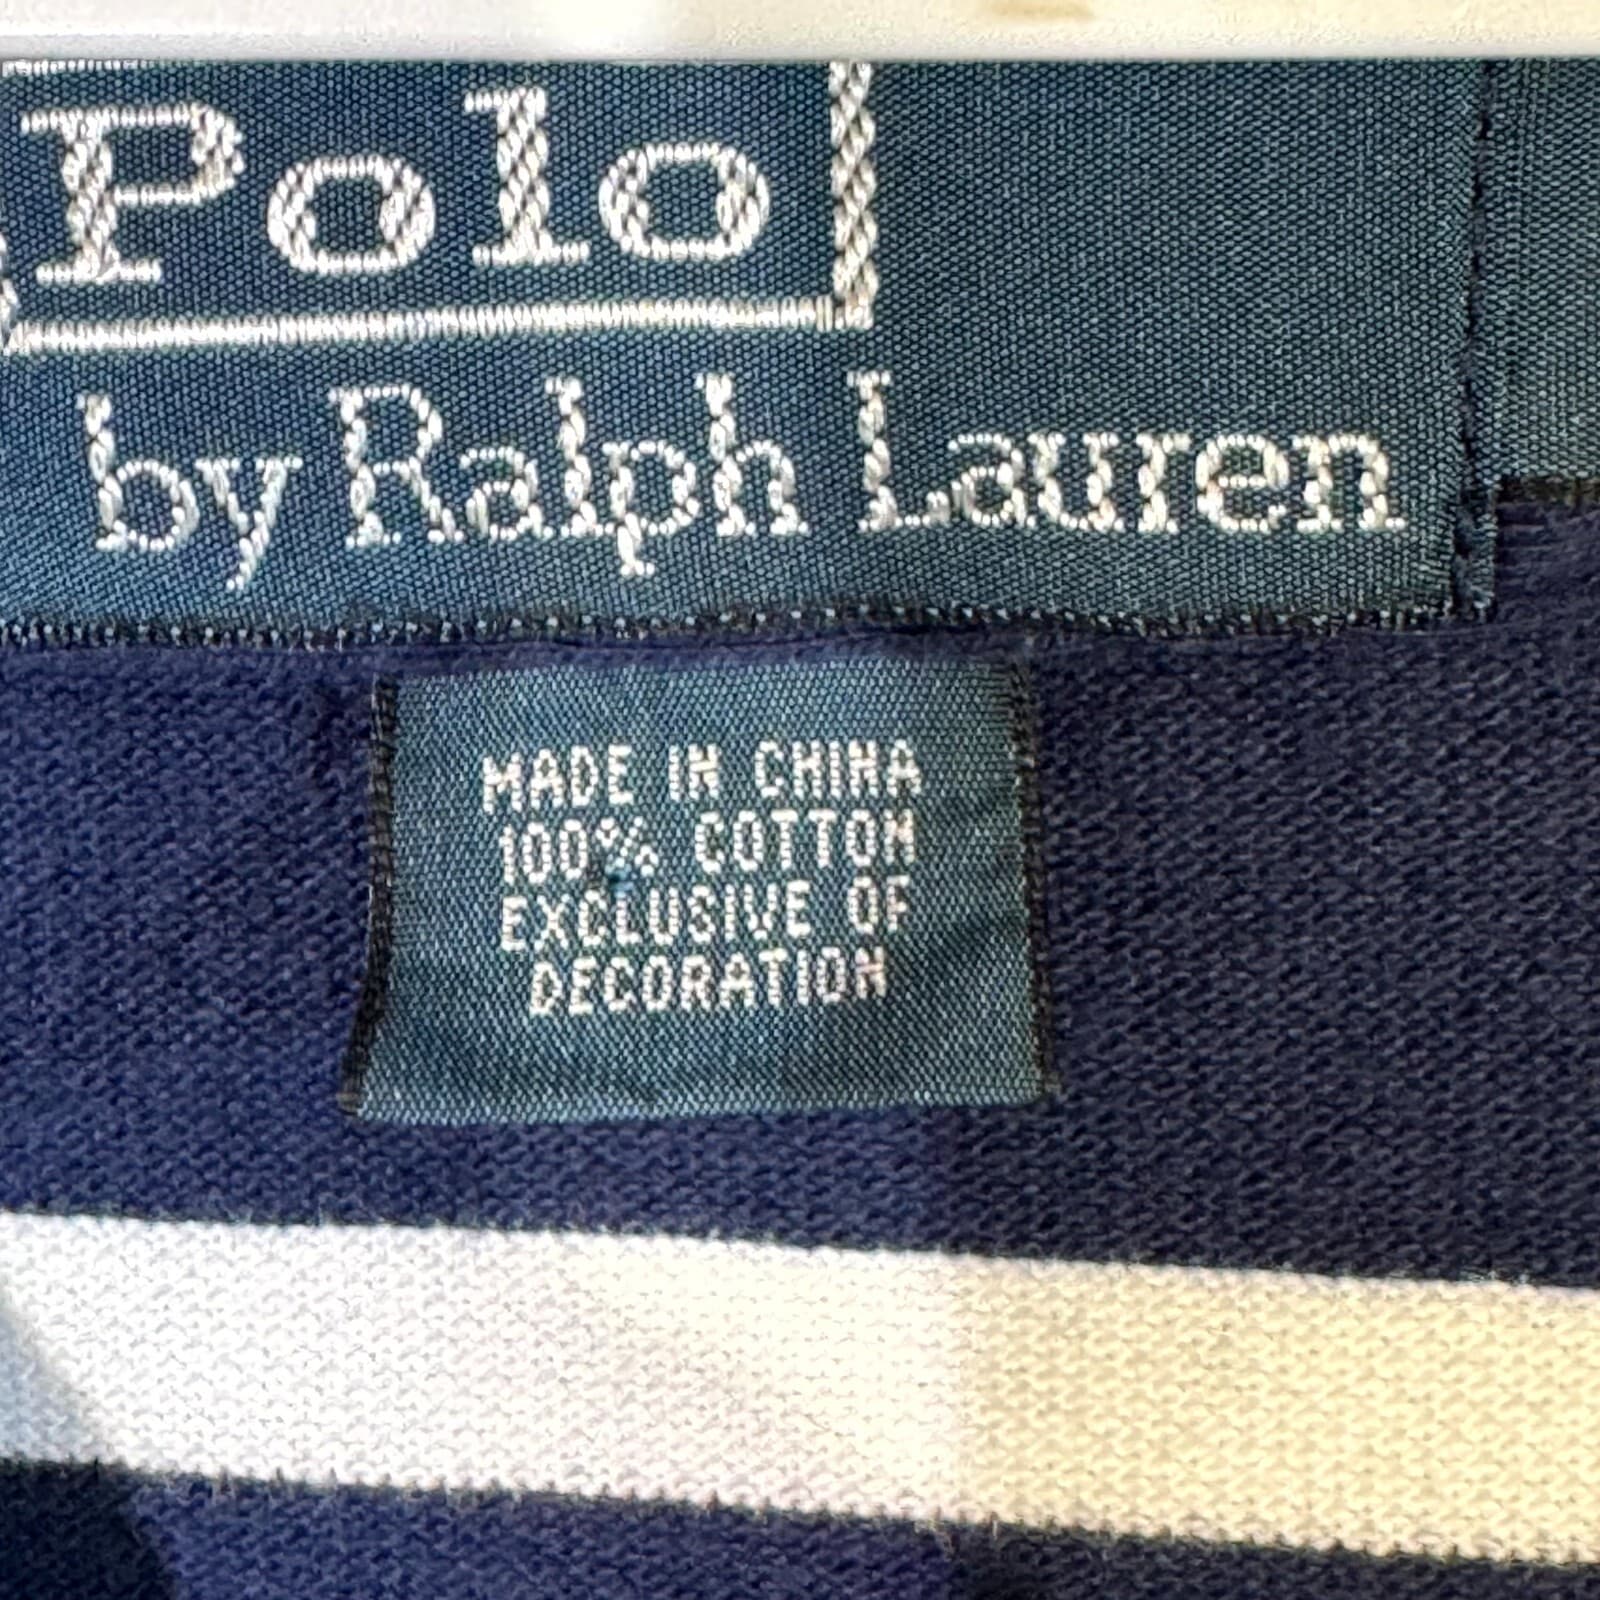 Polo
by Ralph Lauren
MADE IN CHINA
100% COTTON
EXCLUSIVE OF
DECORATION